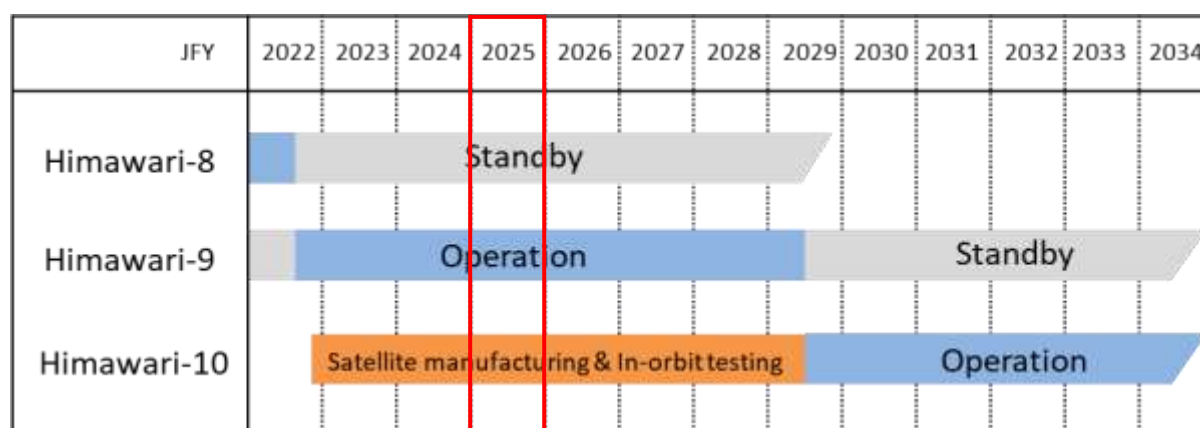 JFY 2022 2023 2024 2025 2026 2027 2028 2029 2030 2031 2032 2033 2034
Himawari-8 Standby
Himawari-9 Operation Standby
Himawari-10 Satellite manufacturing & In-orbit testing Operation